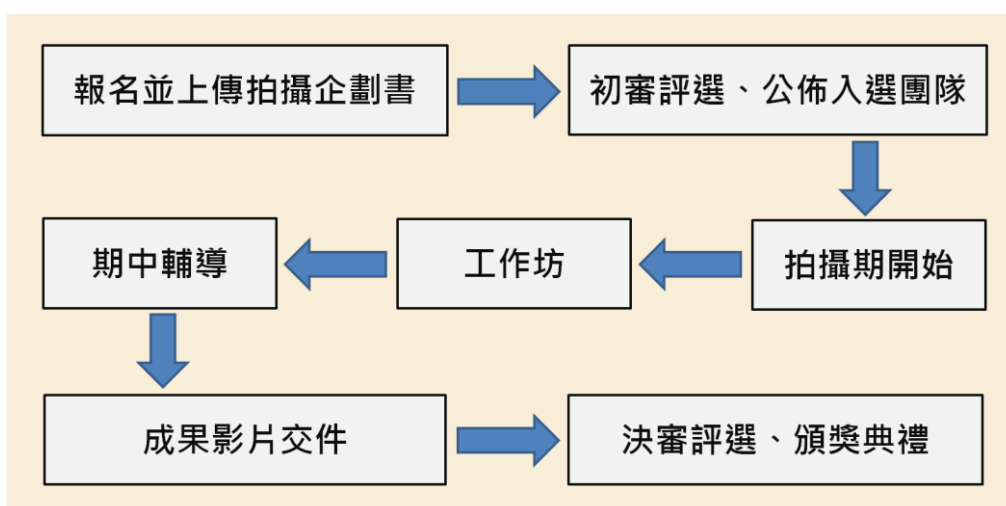 報名並上傳拍攝企劃書
初審評選、公佈入選團隊
拍攝期開始
工作坊
期中輔導
成果影片交件
決審評選、頒獎典禮